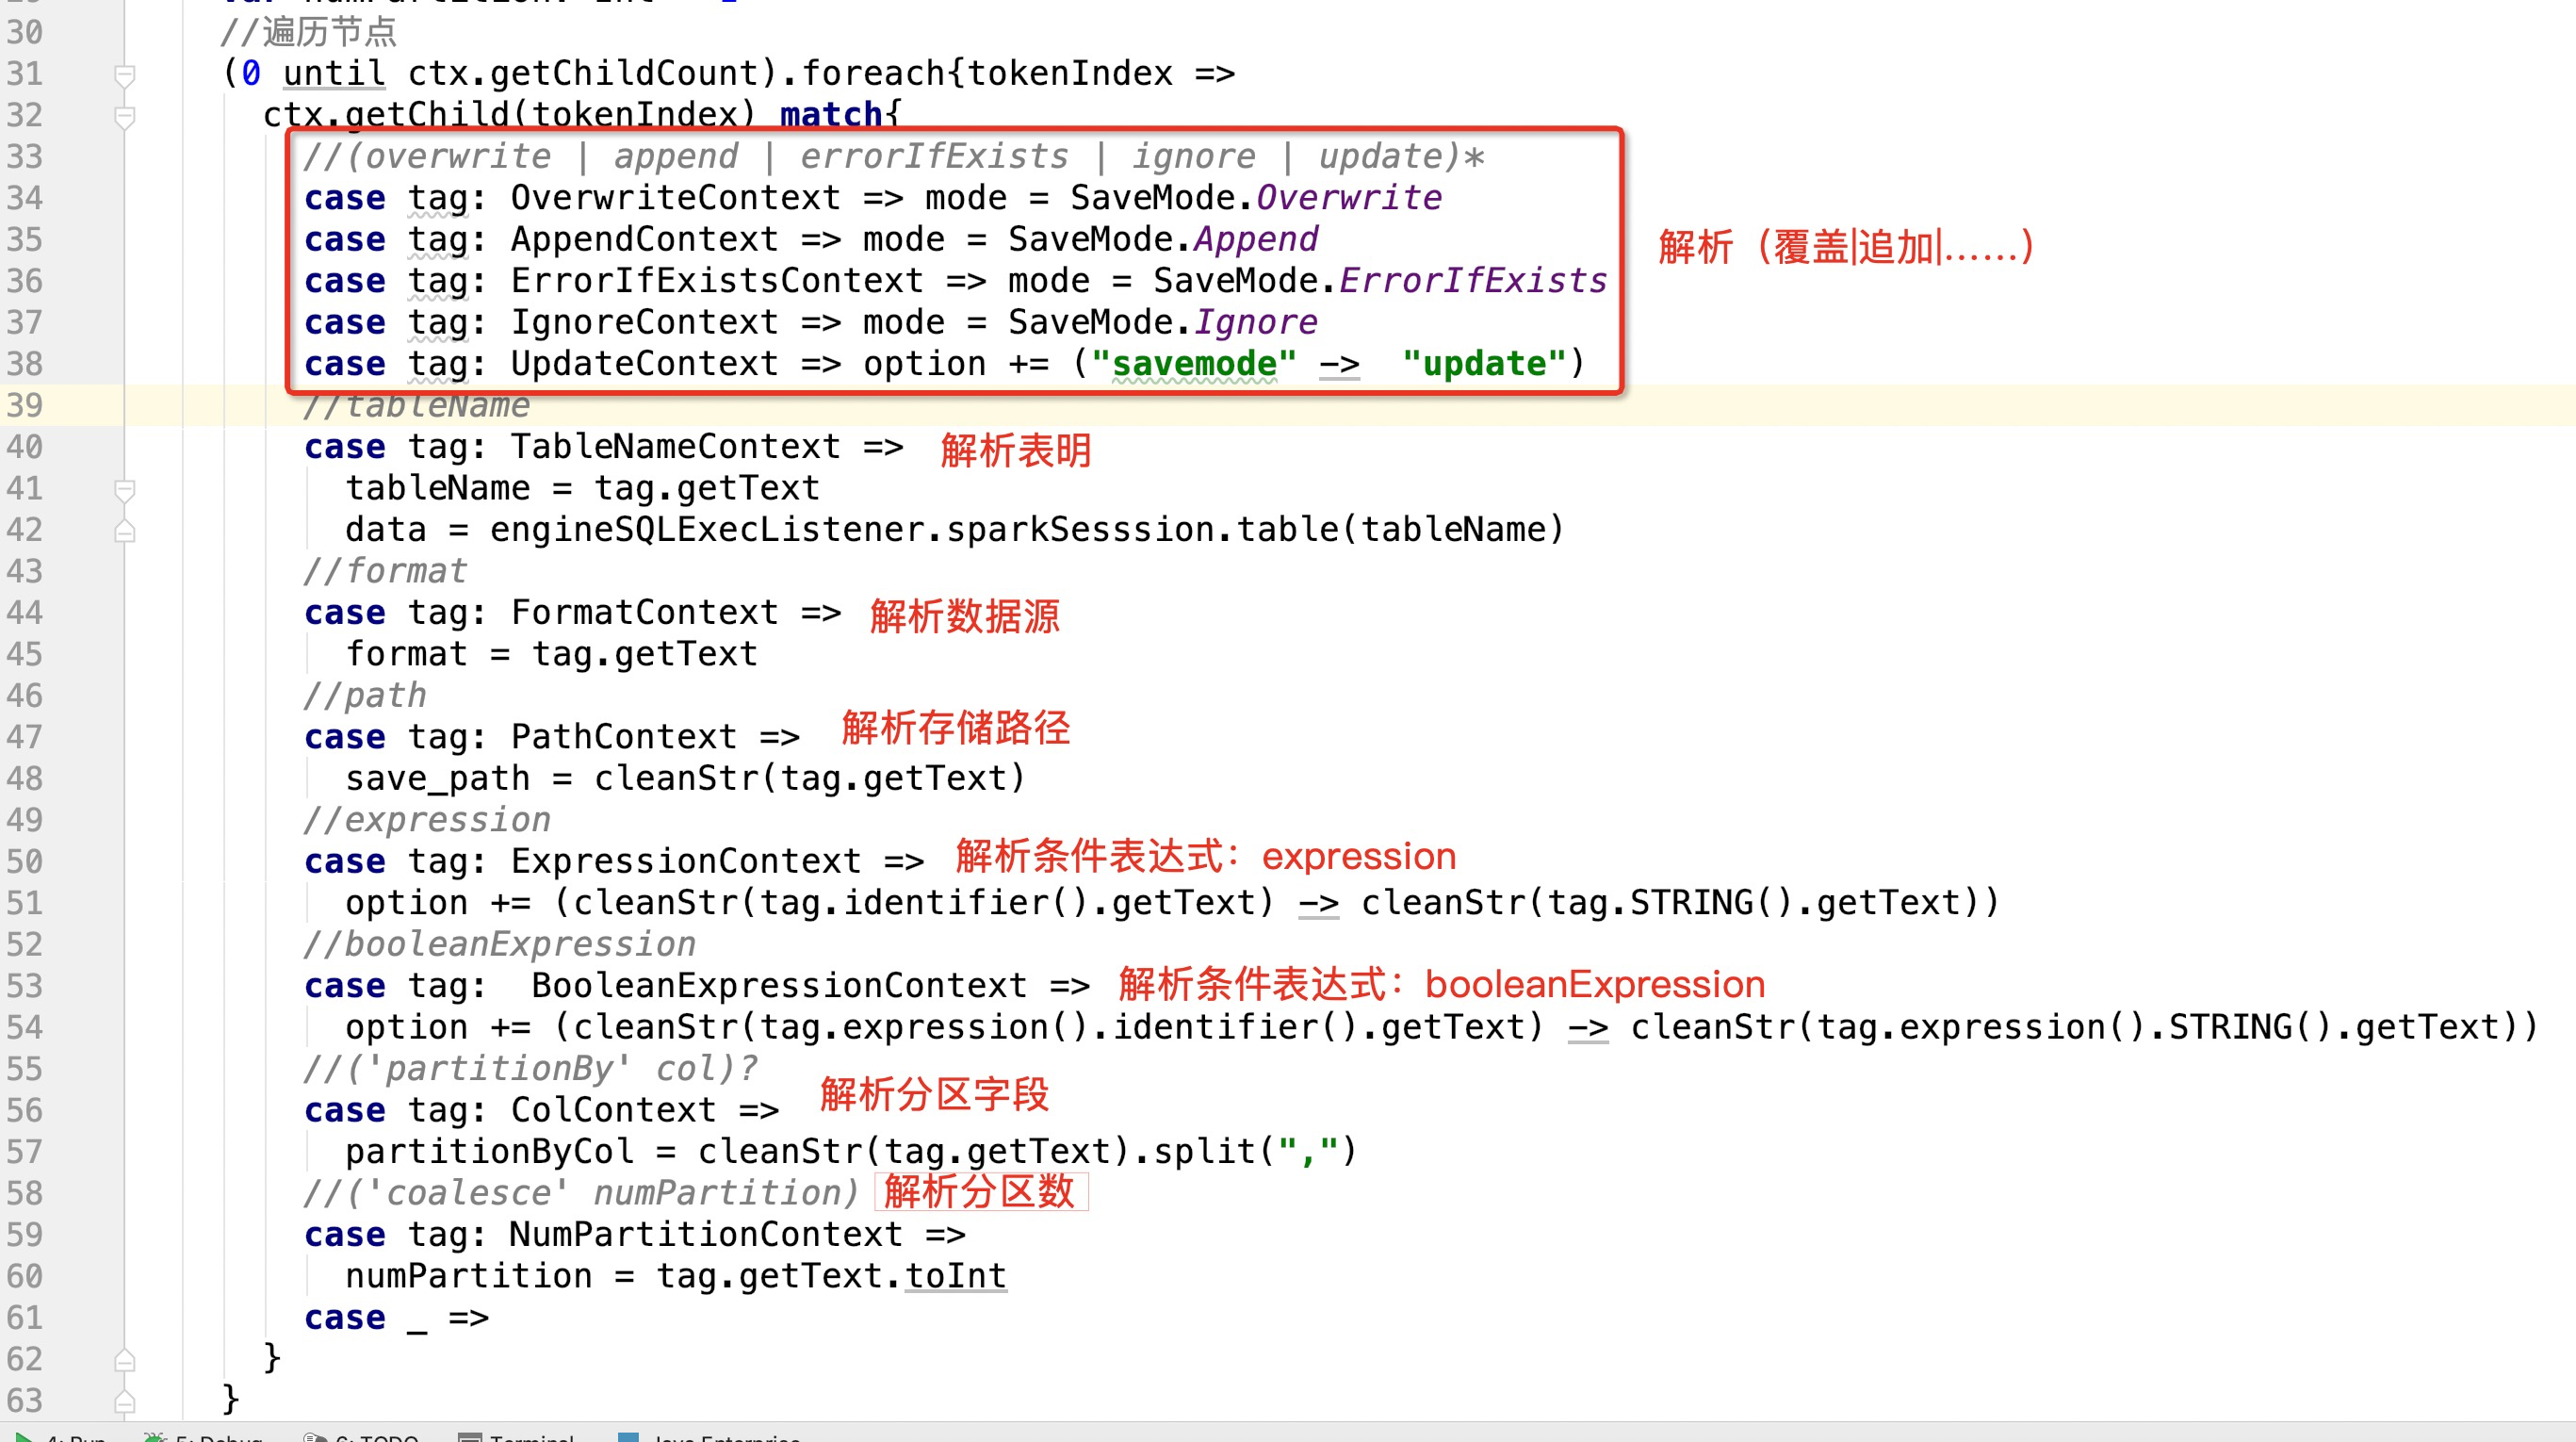 30 //遍历节点
31 (0 until ctx.getChildCount).foreach{tokenIndex =>
32 ctx.getChild(tokenIndex) match{
33 //(overwrite | append | errorIfExists | ignore | update)*
34 case tag: OverwriteContext => mode = SaveMode.Overwrite
35 case tag: AppendContext => mode = SaveMode.Append
解析（覆盖|追加|……）
36 case tag: ErrorIfExistsContext => mode = SaveMode.ErrorIfExists
37 case tag: IgnoreContext => mode = SaveMode.Ignore
38 case tag: UpdateContext => option += ("savemode" -> "update")
39 //tableName
40 case tag: TableNameContext => 解析表明
41 tableName = tag.getText
42 data = engineSQLExecListener.sparkSesssion.table(tableName)
43 //format
44 case tag: FormatContext => 解析数据源
45 format = tag.getText
46 //path
47 case tag: PathContext => 解析存储路径
48 save_path = cleanStr(tag.getText)
49 //expression
50 case tag: ExpressionContext => 解析条件表达式：expression
51 option += (cleanStr(tag.identifier().getText) -> cleanStr(tag.STRING().getText))
52 //booleanExpression
53 case tag: BooleanExpressionContext => 解析条件表达式：booleanExpression
54 option += (cleanStr(tag.expression().identifier().getText) -> cleanStr(tag.expression().STRING().getText))
55 //('partitionBy' col)?
56 case tag: ColContext => 解析分区字段
57 partitionByCol = cleanStr(tag.getText).split(",")
58 //('coalesce' numPartition) 解析分区数
59 case tag: NumPartitionContext =>
60 numPartition = tag.getText.toInt
61 case _ =>
62 }
63 }
4: Run 5: Debug 6: TODO Terminal Java Enterprise